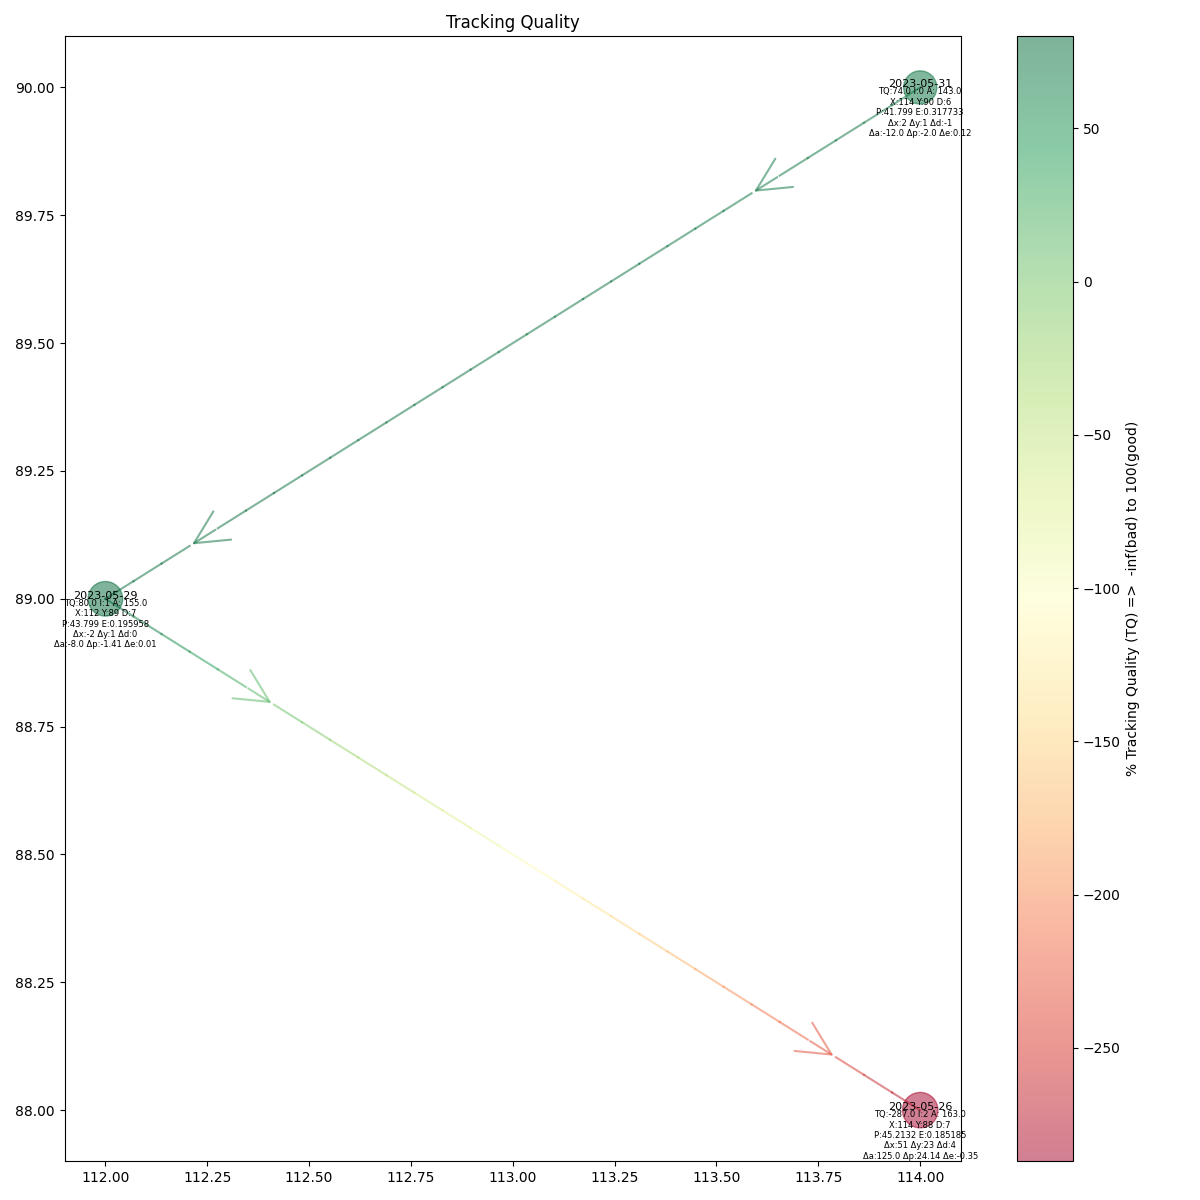 Tracking Quality
90.00
89.75
89.50
89.25
89.00
88.75
88.50
88.25
88.00
112.00 112.25 112.50 112.75 113.00 113.25 113.50 113.75 114.00
2023-05-31
TQ:74.0 I:0 A: 143.0
X:114 Y:90 D:6
P:41.799 E:0.317733
Δx:2 Δy:1 Δd:-1
Δa:-12.0 Δp:-2.0 Δe:0.12
2023-05-29
TQ:80.0 I:1 A: 155.0
X:112 Y:89 D:7
P:43.799 E:0.195958
Δx:-2 Δy:1 Δd:0
Δa:-8.0 Δp:-1.41 Δe:0.01
2023-05-26
TQ:-287.0 I:2 A: 163.0
X:114 Y:88 D:7
P:45.2132 E:0.185185
Δx:51 Δy:23 Δd:4
Δa:125.0 Δp:24.14 Δe:-0.35
50
0
−50
−100
−150
−200
−250
% Tracking Quality (TQ) => -inf(bad) to 100(good)